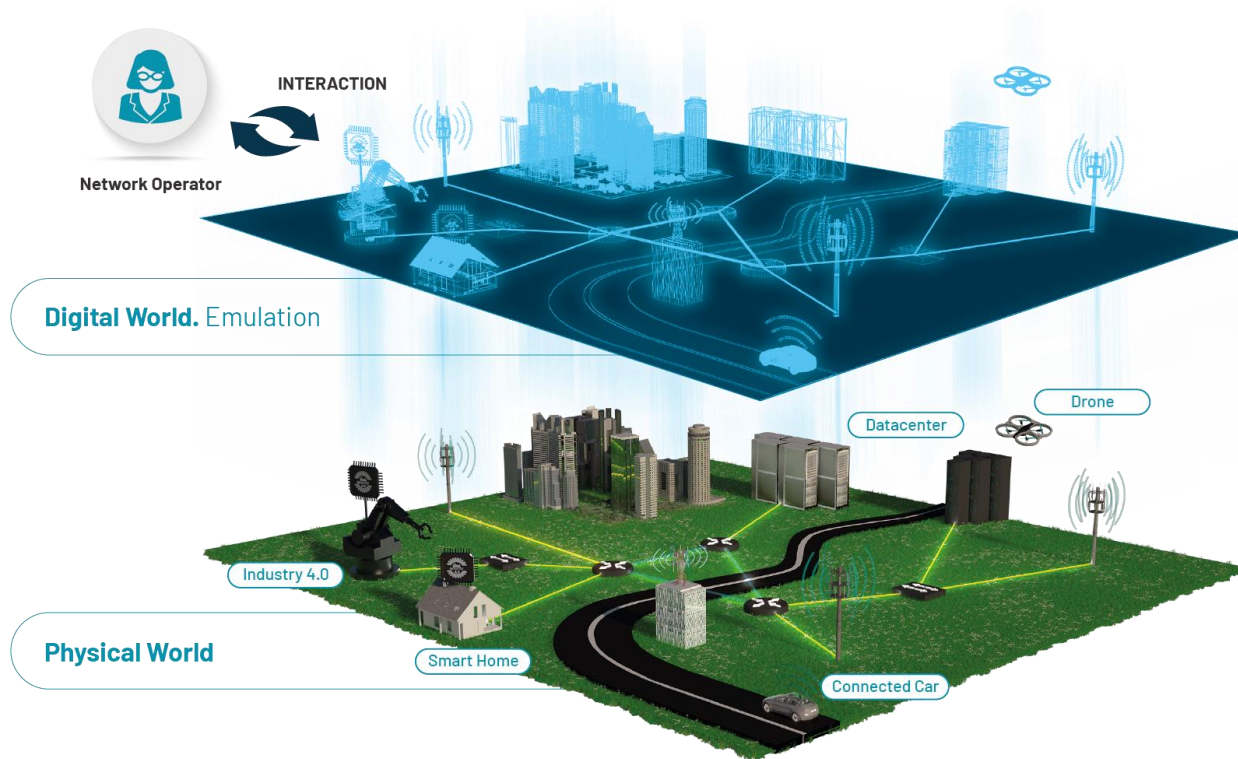 INTERACTION
Network Operator
Digital World. Emulation
Drone
Datacenter
Industry 4.0
Smart Home
Physical World
Connected Car